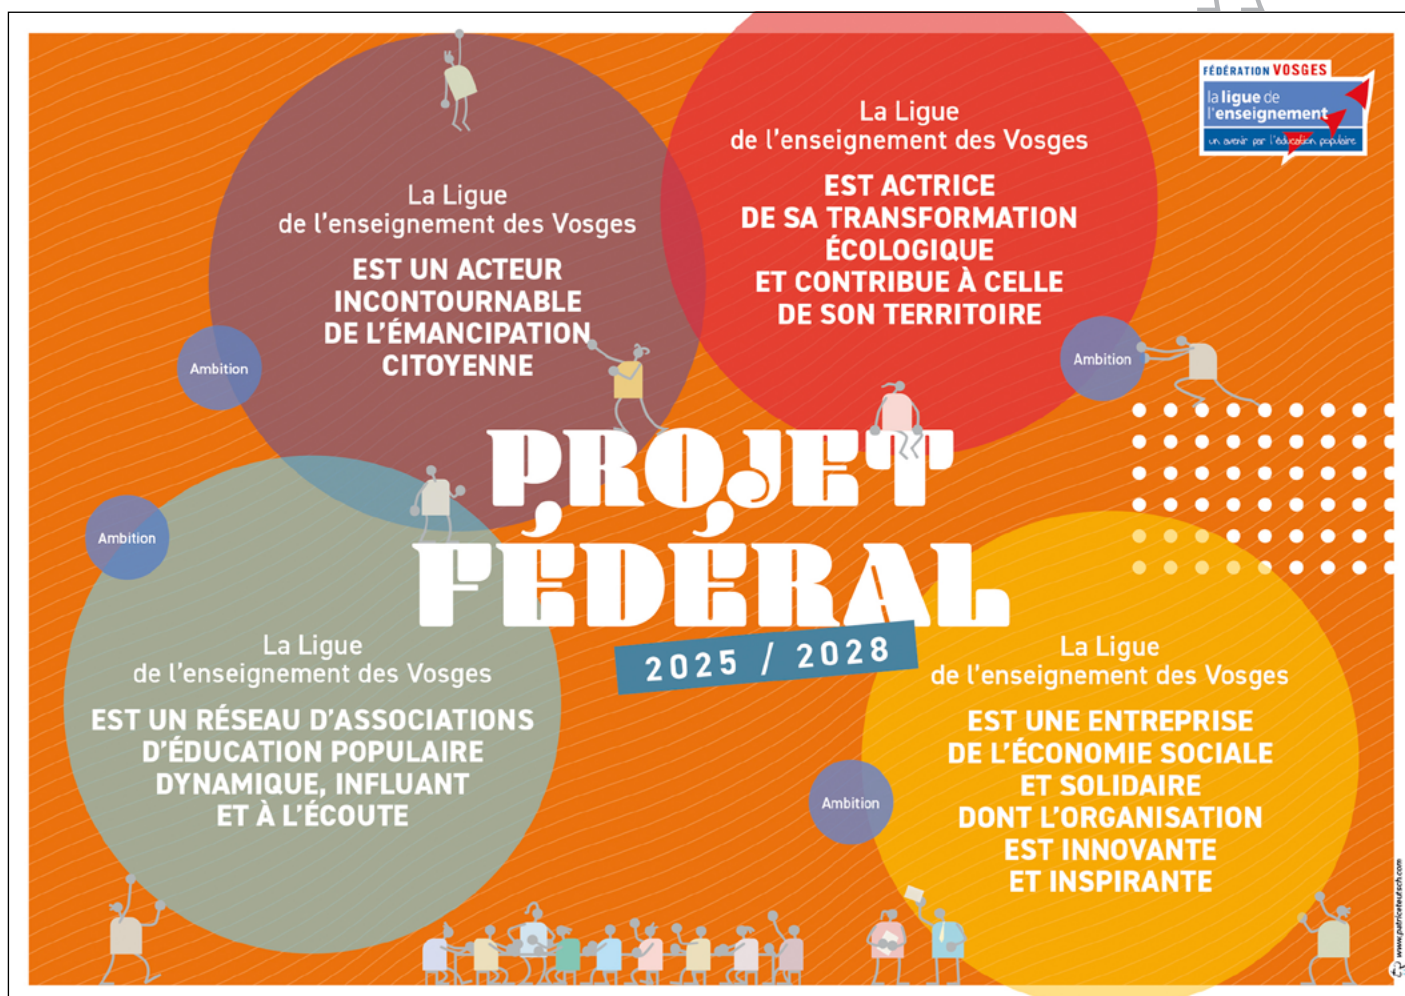 FÉDÉRATION VOSGES
la ligue de
l'enseignement
un avenir par l'éducation populaire
La Ligue
de l'enseignement des Vosges
EST UN ACTEUR
INCONTOURNABLE
DE L'ÉMANCIPATION
CITOYENNE
Ambition
La Ligue
de l'enseignement des Vosges
EST ACTRICE
DE SA TRANSFORMATION
ÉCOLOGIQUE
ET CONTRIBUE À CELLE
DE SON TERRITOIRE
Ambition
PROJET
FÉDÉRAL
2025 / 2028
Ambition
La Ligue
de l'enseignement des Vosges
EST UN RÉSEAU D'ASSOCIATIONS
D'ÉDUCATION POPULAIRE
DYNAMIQUE, INFLUANT
ET À L'ÉCOUTE
La Ligue
de l'enseignement des Vosges
EST UNE ENTREPRISE
DE L'ÉCONOMIE SOCIALE
ET SOLIDAIRE
DONT L'ORGANISATION
EST INNOVANTE
ET INSPIRANTE
Ambition
www.patriceteutsch.com